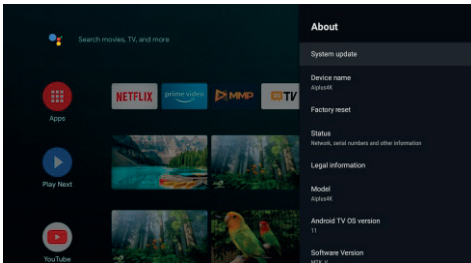 Search movies, TV, and more
Apps
NETFLIX
prime video
MMP
TV
Play Next
YouTube
About
System update
Device name
Aiplus4K
Factory reset
Status
Network, serial numbers and other information
Legal information
Model
Aiplus4K
Android TV OS version
11
Software Version